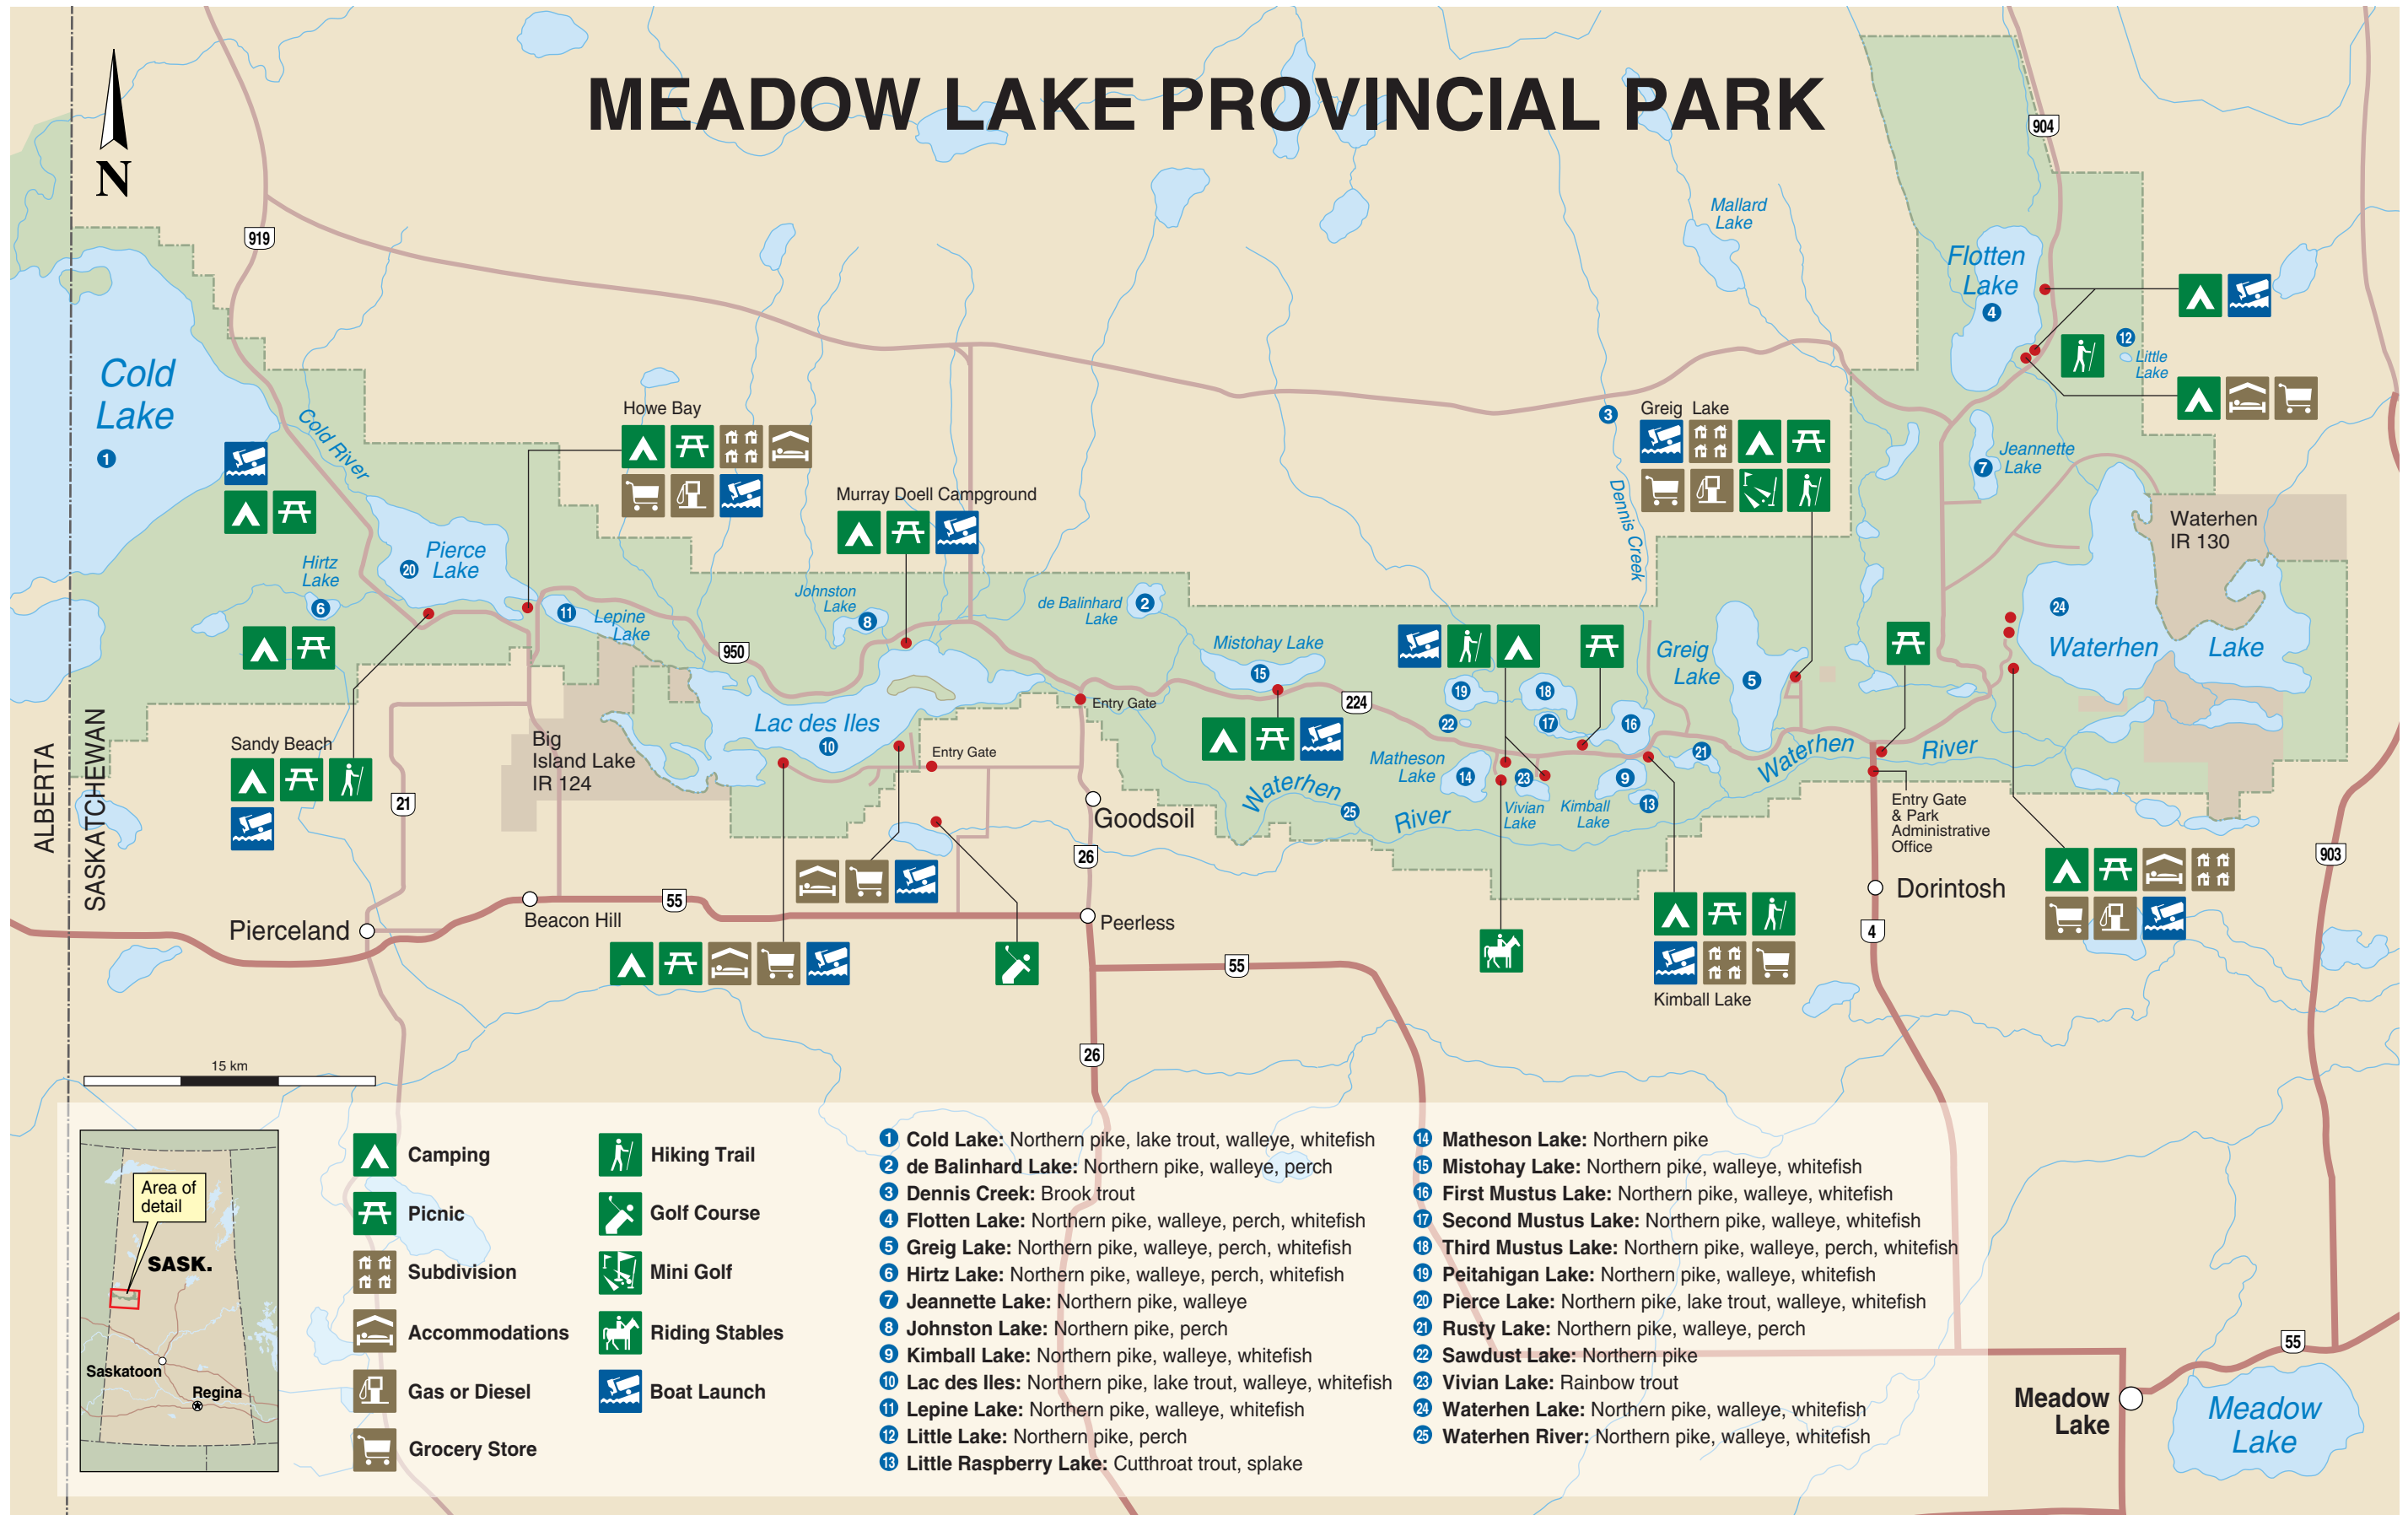 MEADOW LAKE PROVINCIAL PARK
N
919
904
Mallard
Lake
Flotten
Lake
4
12
Little
Lake
Cold
Lake
1
Cold River
Howe Bay
3
Greig Lake
Jeannette
Lake
7
Dennis Creek
Murray Doell Campground
Waterhen
IR 130
Pierce
Lake
20
Hirtz
Lake
6
11
Lepine
Lake
Johnston
Lake
8
de Balinhard
Lake
2
950
Mistohay Lake
15
Greig
Lake
5
24
Waterhen Lake
19
18
22
17
16
224
Entry Gate
Lac des Iles
10
Entry Gate
Big
Island Lake
IR 124
Sandy Beach
ALBERTA
SASKATCHEWAN
21
Matheson
Lake
14
23
Vivian
Lake
Kimball
Lake
9
13
21
Waterhen River
25
Waterhen River
Goodsoil
Entry Gate
& Park
Administrative
Office
26
903
Dorintosh
4
Pierceland
Beacon Hill
55
Peerless
55
Kimball Lake
26
15 km
Area of
detail
SASK.
Saskatoon
Regina
Camping
Picnic
Subdivision
Accommodations
Gas or Diesel
Grocery Store
Hiking Trail
Golf Course
Mini Golf
Riding Stables
Boat Launch
1 Cold Lake: Northern pike, lake trout, walleye, whitefish
2 de Balinhard Lake: Northern pike, walleye, perch
3 Dennis Creek: Brook trout
4 Flotten Lake: Northern pike, walleye, perch, whitefish
5 Greig Lake: Northern pike, walleye, perch, whitefish
6 Hirtz Lake: Northern pike, walleye, perch, whitefish
7 Jeannette Lake: Northern pike, walleye
8 Johnston Lake: Northern pike, perch
9 Kimball Lake: Northern pike, walleye, whitefish
10 Lac des Iles: Northern pike, lake trout, walleye, whitefish
11 Lepine Lake: Northern pike, walleye, whitefish
12 Little Lake: Northern pike, perch
13 Little Raspberry Lake: Cutthroat trout, splake
14 Matheson Lake: Northern pike
15 Mistohay Lake: Northern pike, walleye, whitefish
16 First Mustus Lake: Northern pike, walleye, whitefish
17 Second Mustus Lake: Northern pike, walleye, whitefish
18 Third Mustus Lake: Northern pike, walleye, perch, whitefish
19 Peitahigan Lake: Northern pike, walleye, whitefish
20 Pierce Lake: Northern pike, lake trout, walleye, whitefish
21 Rusty Lake: Northern pike, walleye, perch
22 Sawdust Lake: Northern pike
23 Vivian Lake: Rainbow trout
24 Waterhen Lake: Northern pike, walleye, whitefish
25 Waterhen River: Northern pike, walleye, whitefish
55
Meadow
Lake
Meadow
Lake